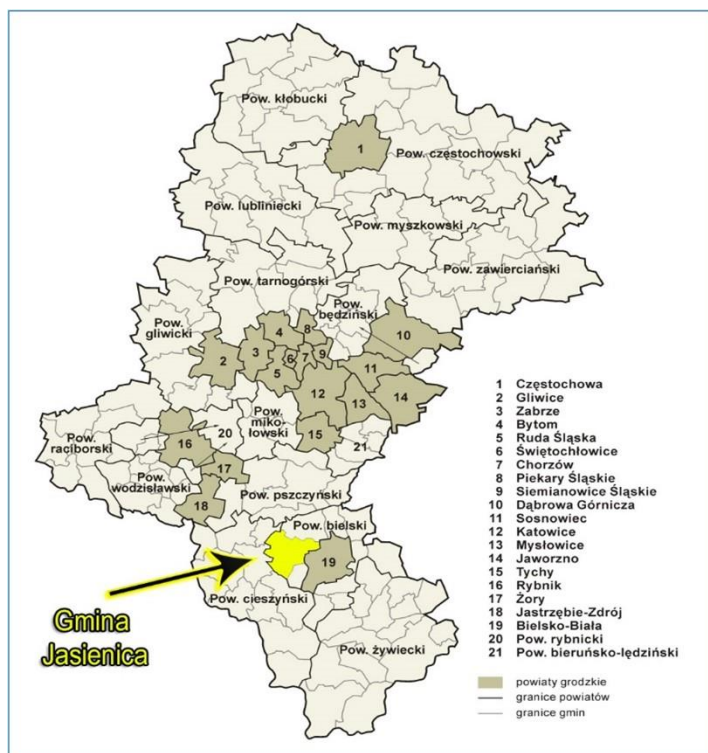 Pow. kłobucki
1
Pow. częstochowski
Pow. lubliniecki
Pow. myszkowski
Pow. zawierciański
Pow.
tarnogórski
Pow.
będziński
Pow.
gliwicki
10
8
4
2
3
6
7
9
5
11
12
13
14
Pow.
miko-
łowski
15
21
Pow.
raciborski
16
20
17
Pow.
wodzisławski
18
Pow. pszczyński
Pow. bielski
19
Pow. cieszyński
Pow. żywiecki
Gmina
Jasienica
1 Częstochowa
2 Gliwice
3 Zabrze
4 Bytom
5 Ruda Śląska
6 Świętochłowice
7 Chorzów
8 Piekary Śląskie
9 Siemianowice Śląskie
10 Dąbrowa Górnicza
11 Sosnowiec
12 Katowice
13 Mysłowice
14 Jaworzno
15 Tychy
16 Rybnik
17 Żory
18 Jastrzębie-Zdrój
19 Bielsko-Biała
20 Pow. rybnicki
21 Pow. bieruńsko-lędziński
powiaty grodzkie
granice powiatów
granice gmin